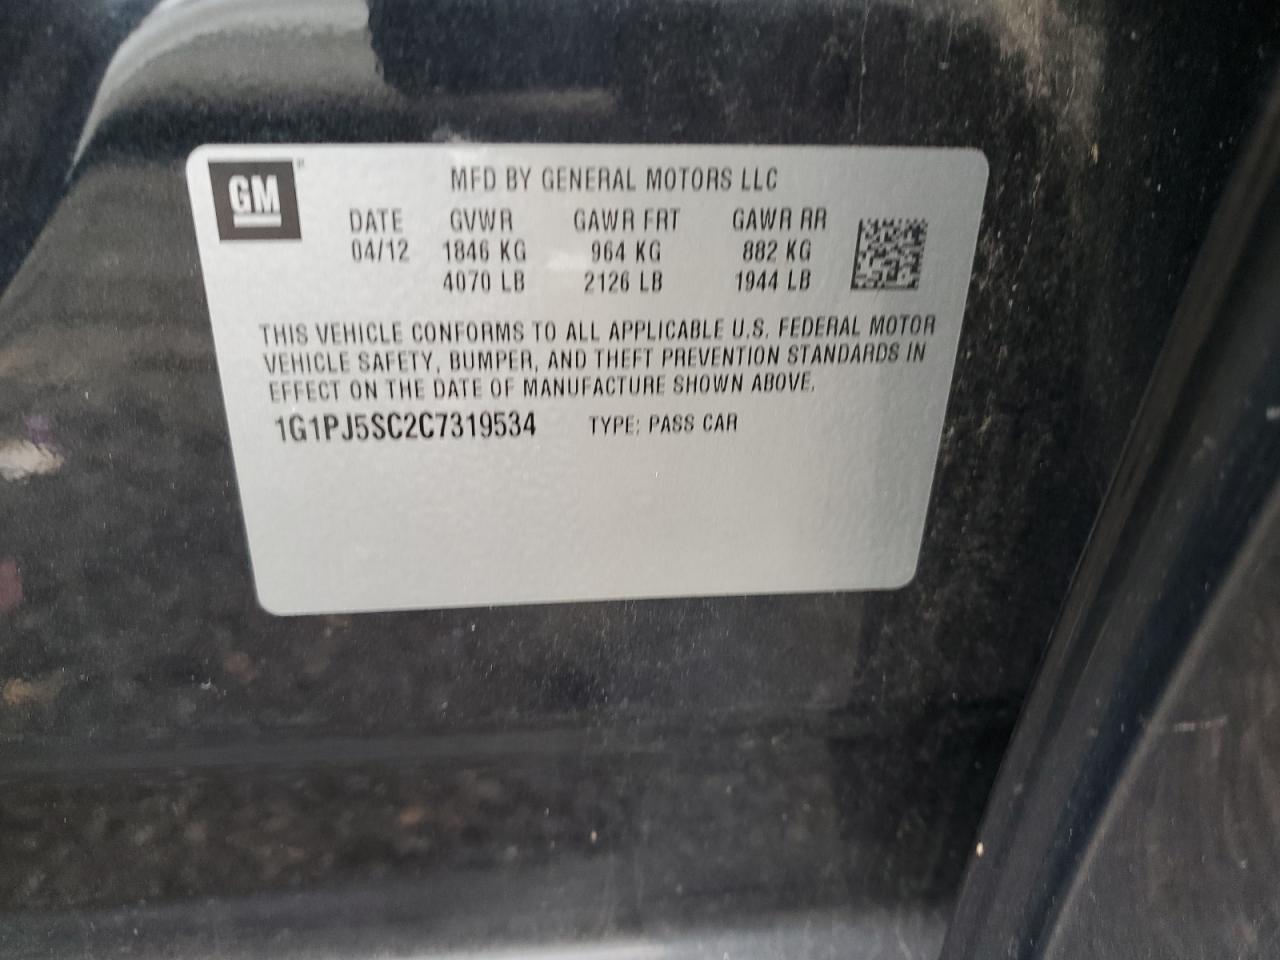 GM
MFD BY GENERAL MOTORS LLC
DATE GVWR GAWR FRT GAWR RR
04/12 1846 KG 964 KG 882 KG
4070 LB 2126 LB 1944 LB
THIS VEHICLE CONFORMS TO ALL APPLICABLE U.S. FEDERAL MOTOR
VEHICLE SAFETY, BUMPER, AND THEFT PREVENTION STANDARDS IN
EFFECT ON THE DATE OF MANUFACTURE SHOWN ABOVE.
1G1PJ5SC2C7319534 TYPE: PASS CAR